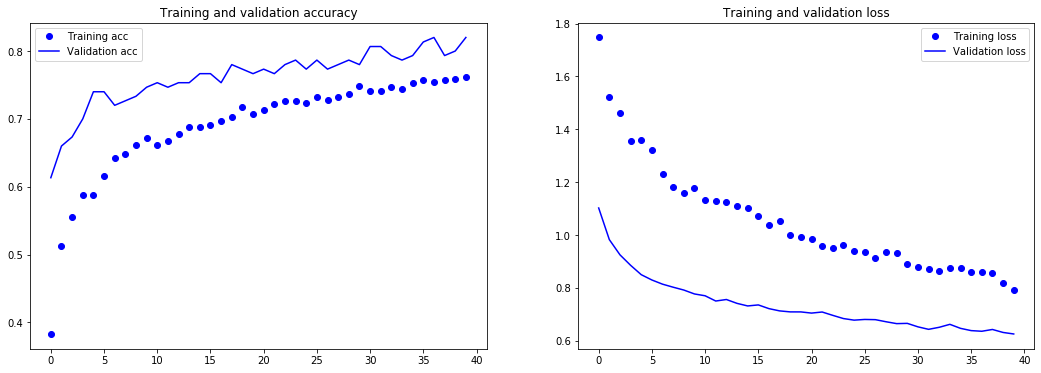 Training and validation accuracy
Training acc
Validation acc
0.8
0.7
0.6
0.5
0.4
0 5 10 15 20 25 30 35 40
Training and validation loss
Training loss
Validation loss
1.8
1.6
1.4
1.2
1.0
0.8
0.6
0 5 10 15 20 25 30 35 40